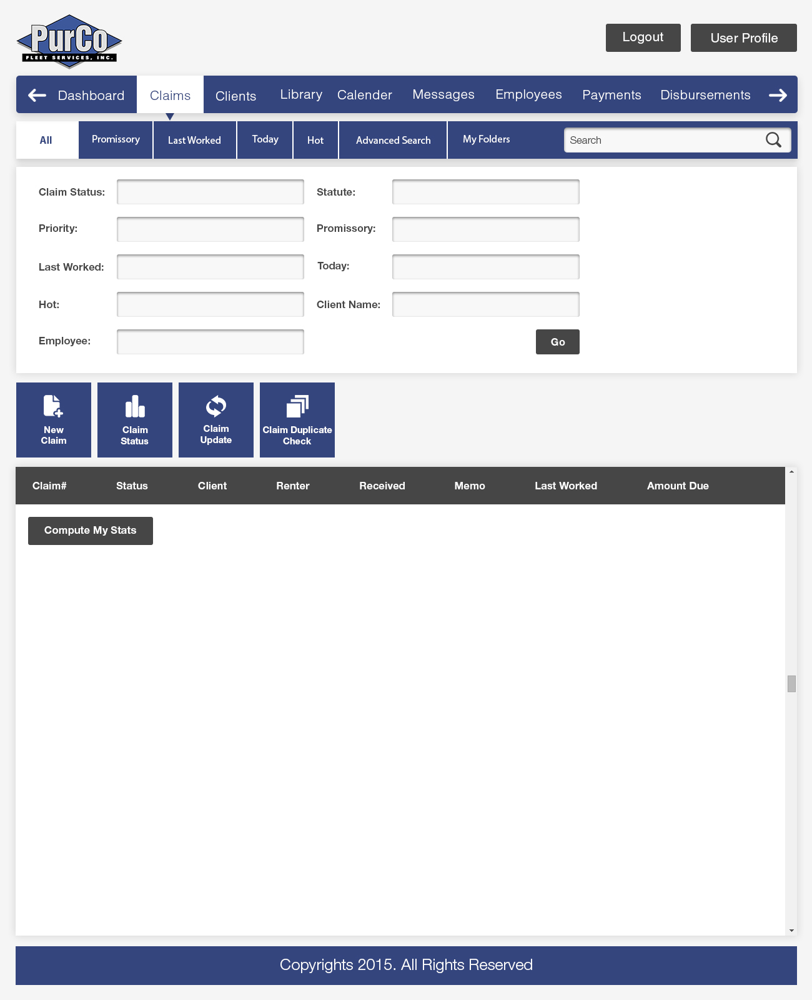 PurCo
FLEET SERVICES, INC.
Logout
User Profile
Dashboard
Claims
Clients
Library
Calender
Messages
Employees
Payments
Disbursements
All
Promissory
Last Worked
Today
Hot
Advanced Search
My Folders
Search
Claim Status:
Statute:
Priority:
Promissory:
Last Worked:
Today:
Hot:
Client Name:
Employee:
Go
New
Claim
Claim
Status
Claim
Update
Claim Duplicate
Check
Claim#
Status
Client
Renter
Received
Memo
Last Worked
Amount Due
Compute My Stats
Copyrights 2015. All Rights Reserved